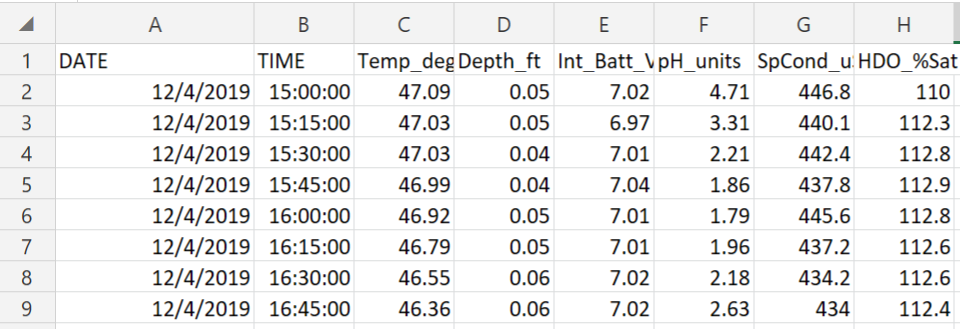 A B C D E F G H
1 DATE TIME Temp_deg Depth_ft Int_Batt_V pH_units SpCond_u HDO_%Sat
2 12/4/2019 15:00:00 47.09 0.05 7.02 4.71 446.8 110
3 12/4/2019 15:15:00 47.03 0.05 6.97 3.31 440.1 112.3
4 12/4/2019 15:30:00 47.03 0.04 7.01 2.21 442.4 112.8
5 12/4/2019 15:45:00 46.99 0.04 7.04 1.86 437.8 112.9
6 12/4/2019 16:00:00 46.92 0.05 7.01 1.79 445.6 112.8
7 12/4/2019 16:15:00 46.79 0.05 7.01 1.96 437.2 112.6
8 12/4/2019 16:30:00 46.55 0.06 7.02 2.18 434.2 112.6
9 12/4/2019 16:45:00 46.36 0.06 7.02 2.63 434 112.4